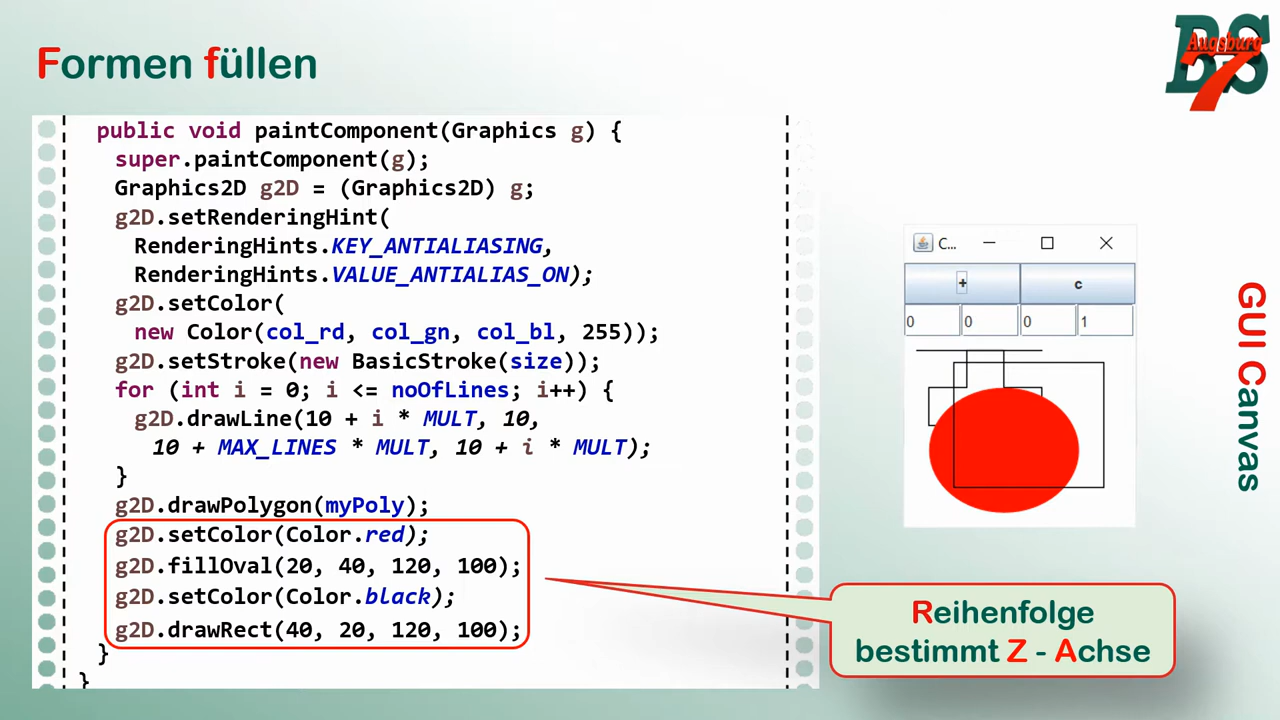 Formen füllen
BS
Augsburg
7
public void paintComponent(Graphics g) {
super.paintComponent(g);
Graphics2D g2D = (Graphics2D) g;
g2D.setRenderingHint(
RenderingHints.KEY_ANTIALIASING,
RenderingHints.VALUE_ANTIALIAS_ON);
g2D.setColor(
new Color(col_rd, col_gn, col_bl, 255));
g2D.setStroke(new BasicStroke(size));
for (int i = 0; i <= noOfLines; i++) {
g2D.drawLine(10 + i * MULT, 10,
10 + MAX_LINES * MULT, 10 + i * MULT);
}
g2D.drawPolygon(myPoly);
g2D.setColor(Color.red);
g2D.fillOval(20, 40, 120, 100);
g2D.setColor(Color.black);
g2D.drawRect(40, 20, 120, 100);
}
}
C...
+ c
0 0 0 1
GUI Canvas
Reihenfolge
bestimmt Z - Achse